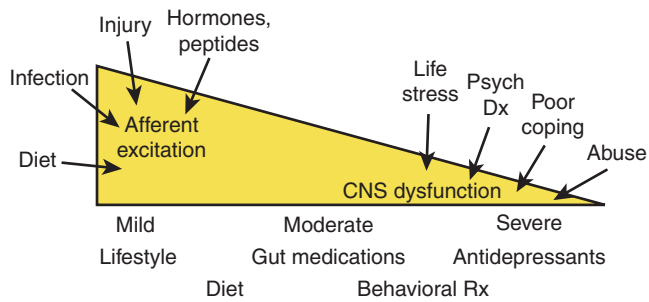 Injury
Hormones,
peptides
Infection
Afferent
excitation
Diet
Life
stress
Psych
Dx
Poor
coping
Abuse
CNS dysfunction
Mild Moderate Severe
Lifestyle Gut medications Antidepressants
Diet Behavioral Rx